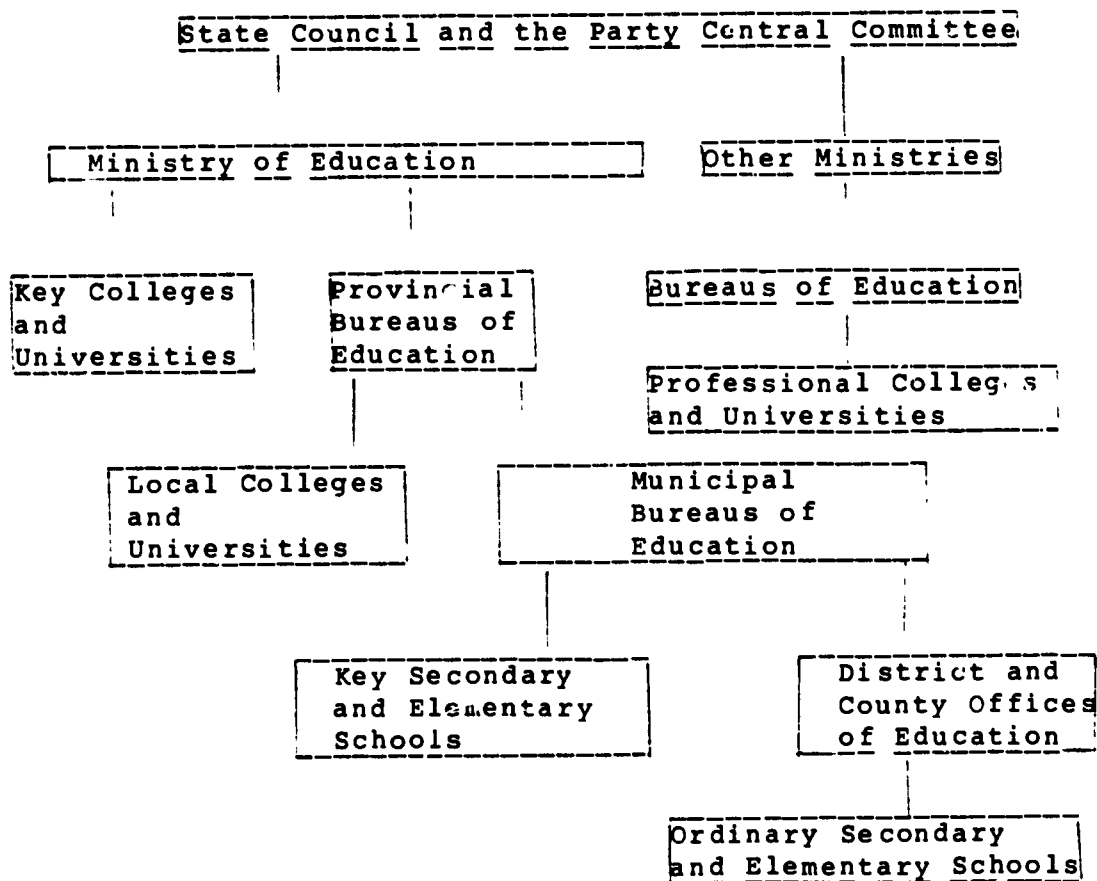 State Council and the Party Central Committee
Ministry of Education
Other Ministries
Key Colleges
and
Universities
Provincial
Bureaus of
Education
Bureaus of Education
Professional Colleges
and Universities
Local Colleges
and
Universities
Municipal
Bureaus of
Education
Key Secondary
and Elementary
Schools
District and
County Offices
of Education
Ordinary Secondary
and Elementary Schools